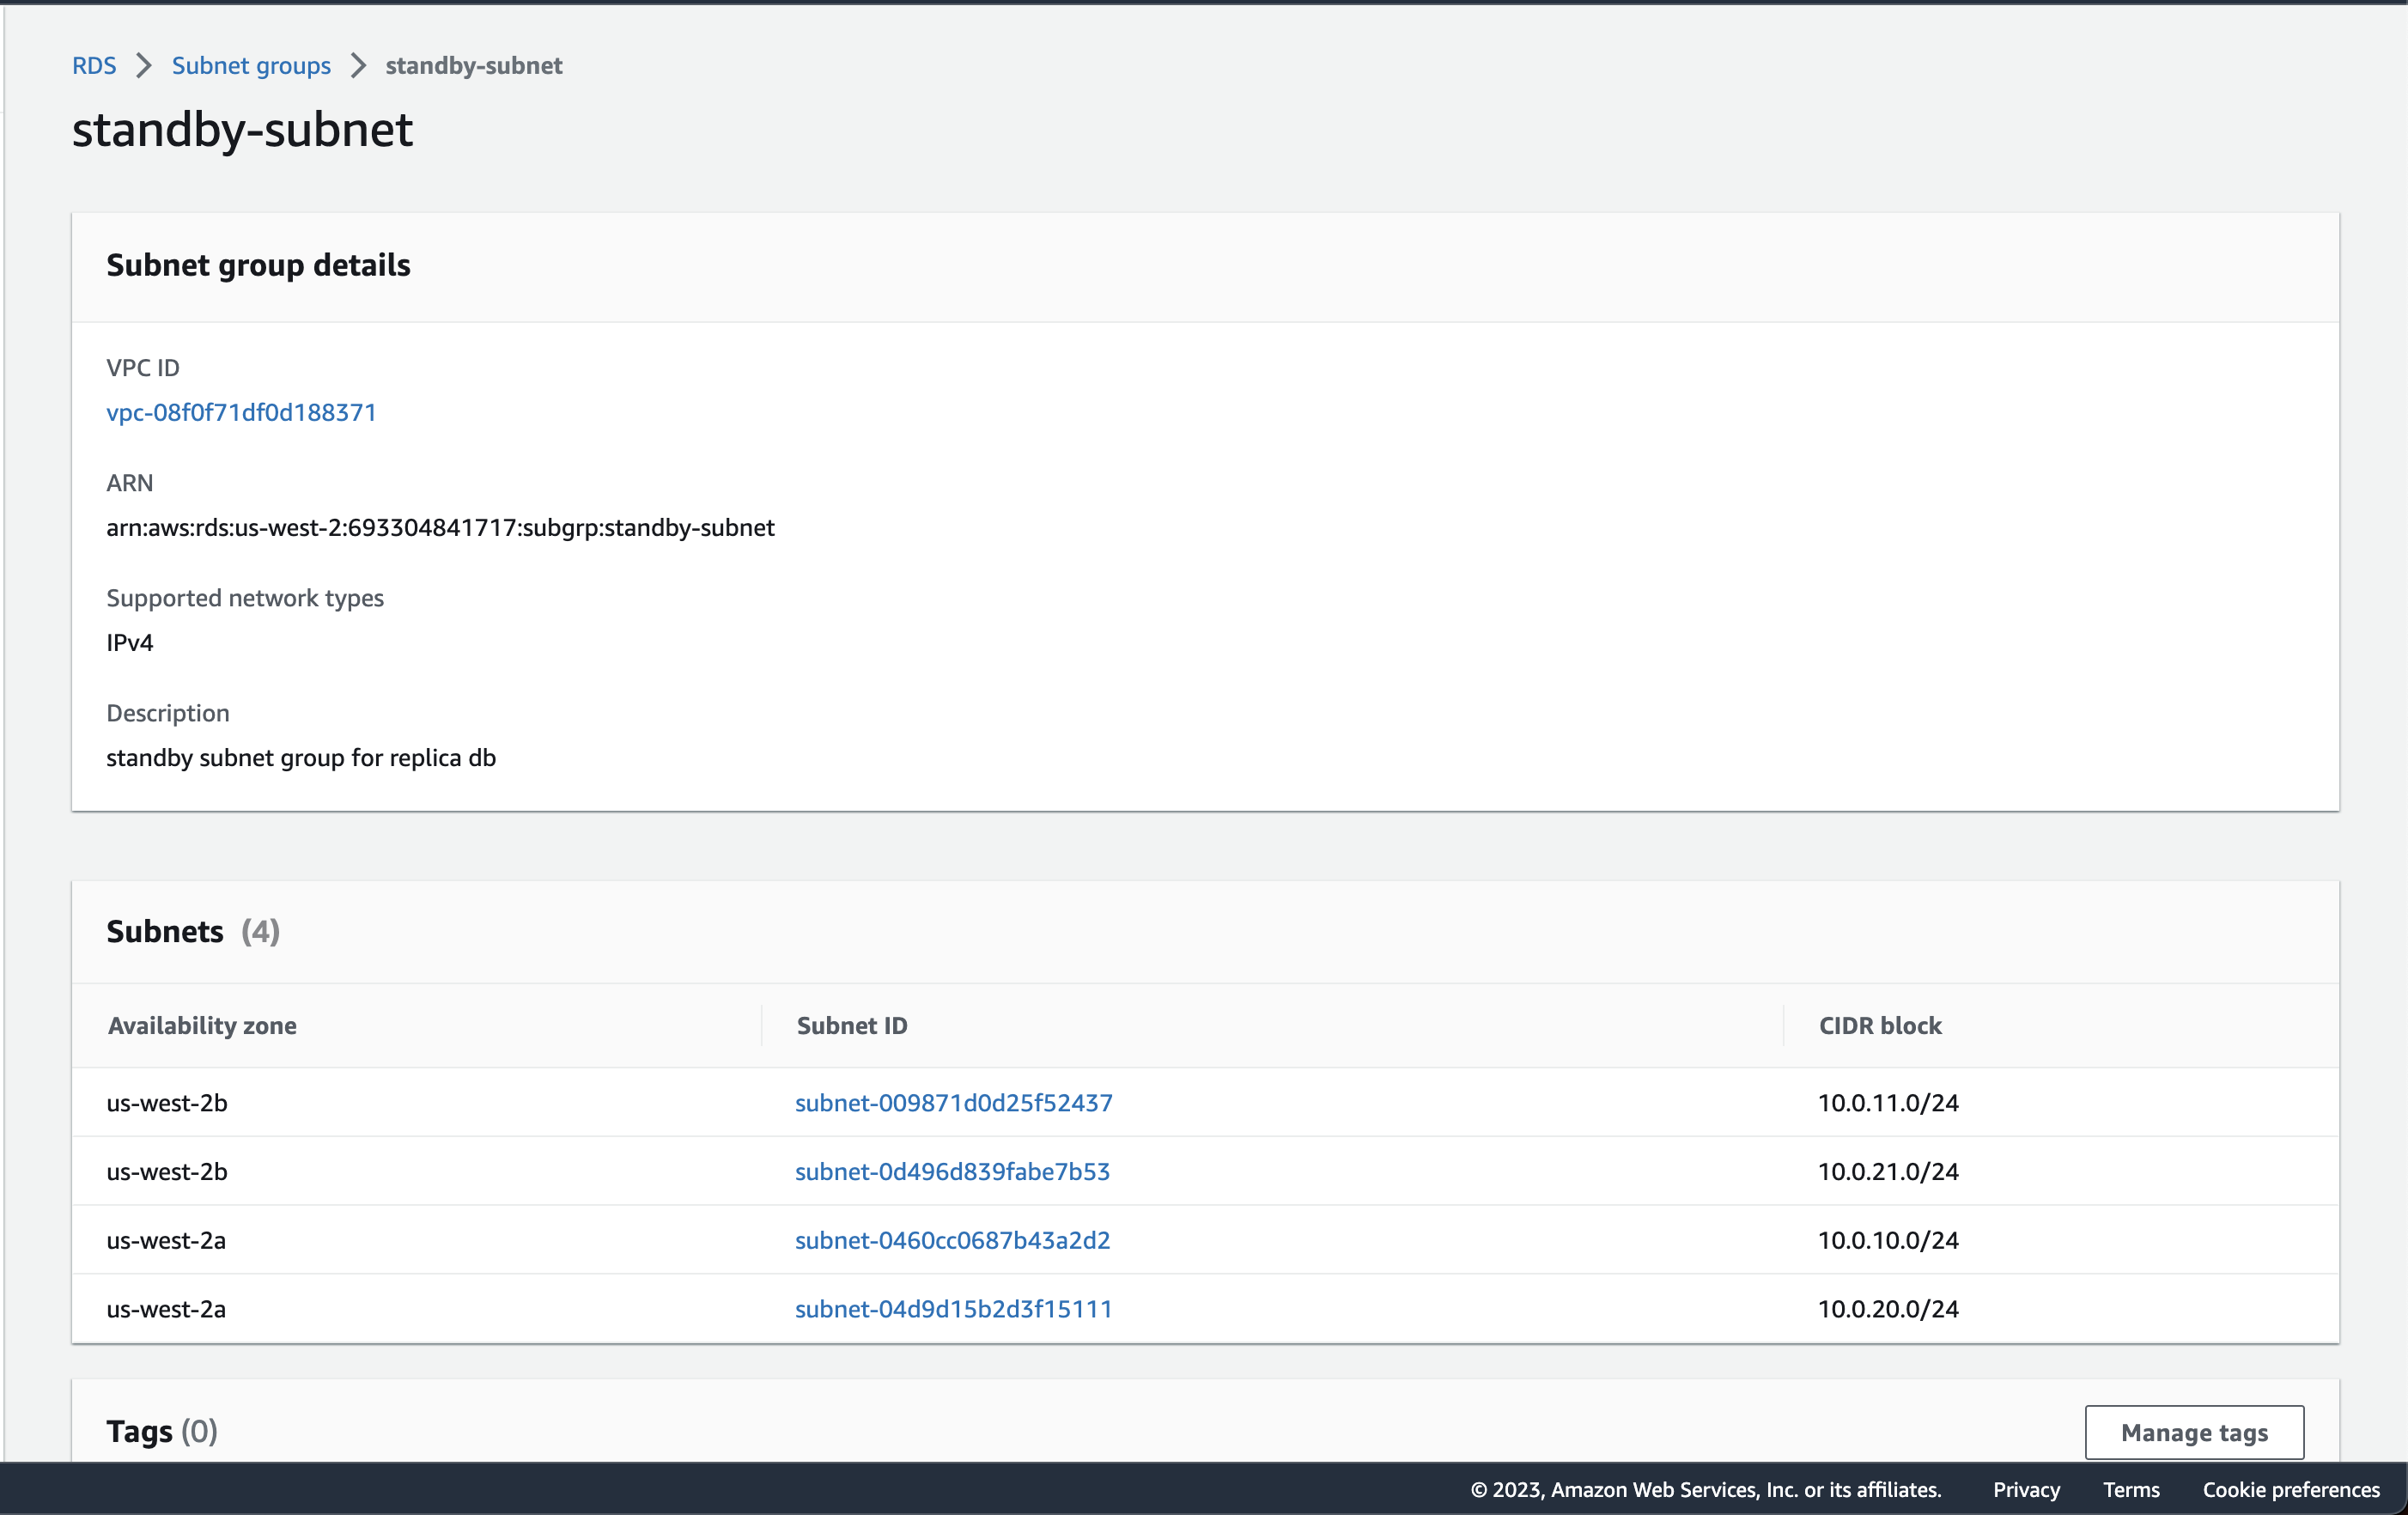 RDS > Subnet groups > standby-subnet
standby-subnet
Subnet group details
VPC ID
vpc-08f0f71df0d188371
ARN
arn:aws:rds:us-west-2:693304841717:subgrp:standby-subnet
Supported network types
IPv4
Description
standby subnet group for replica db
Subnets (4)
Availability zone Subnet ID CIDR block
us-west-2b subnet-009871d0d25f52437 10.0.11.0/24
us-west-2b subnet-0d496d839fabe7b53 10.0.21.0/24
us-west-2a subnet-0460cc0687b43a2d2 10.0.10.0/24
us-west-2a subnet-04d9d15b2d3f15111 10.0.20.0/24
Tags (0) Manage tags
© 2023, Amazon Web Services, Inc. or its affiliates. Privacy Terms Cookie preferences